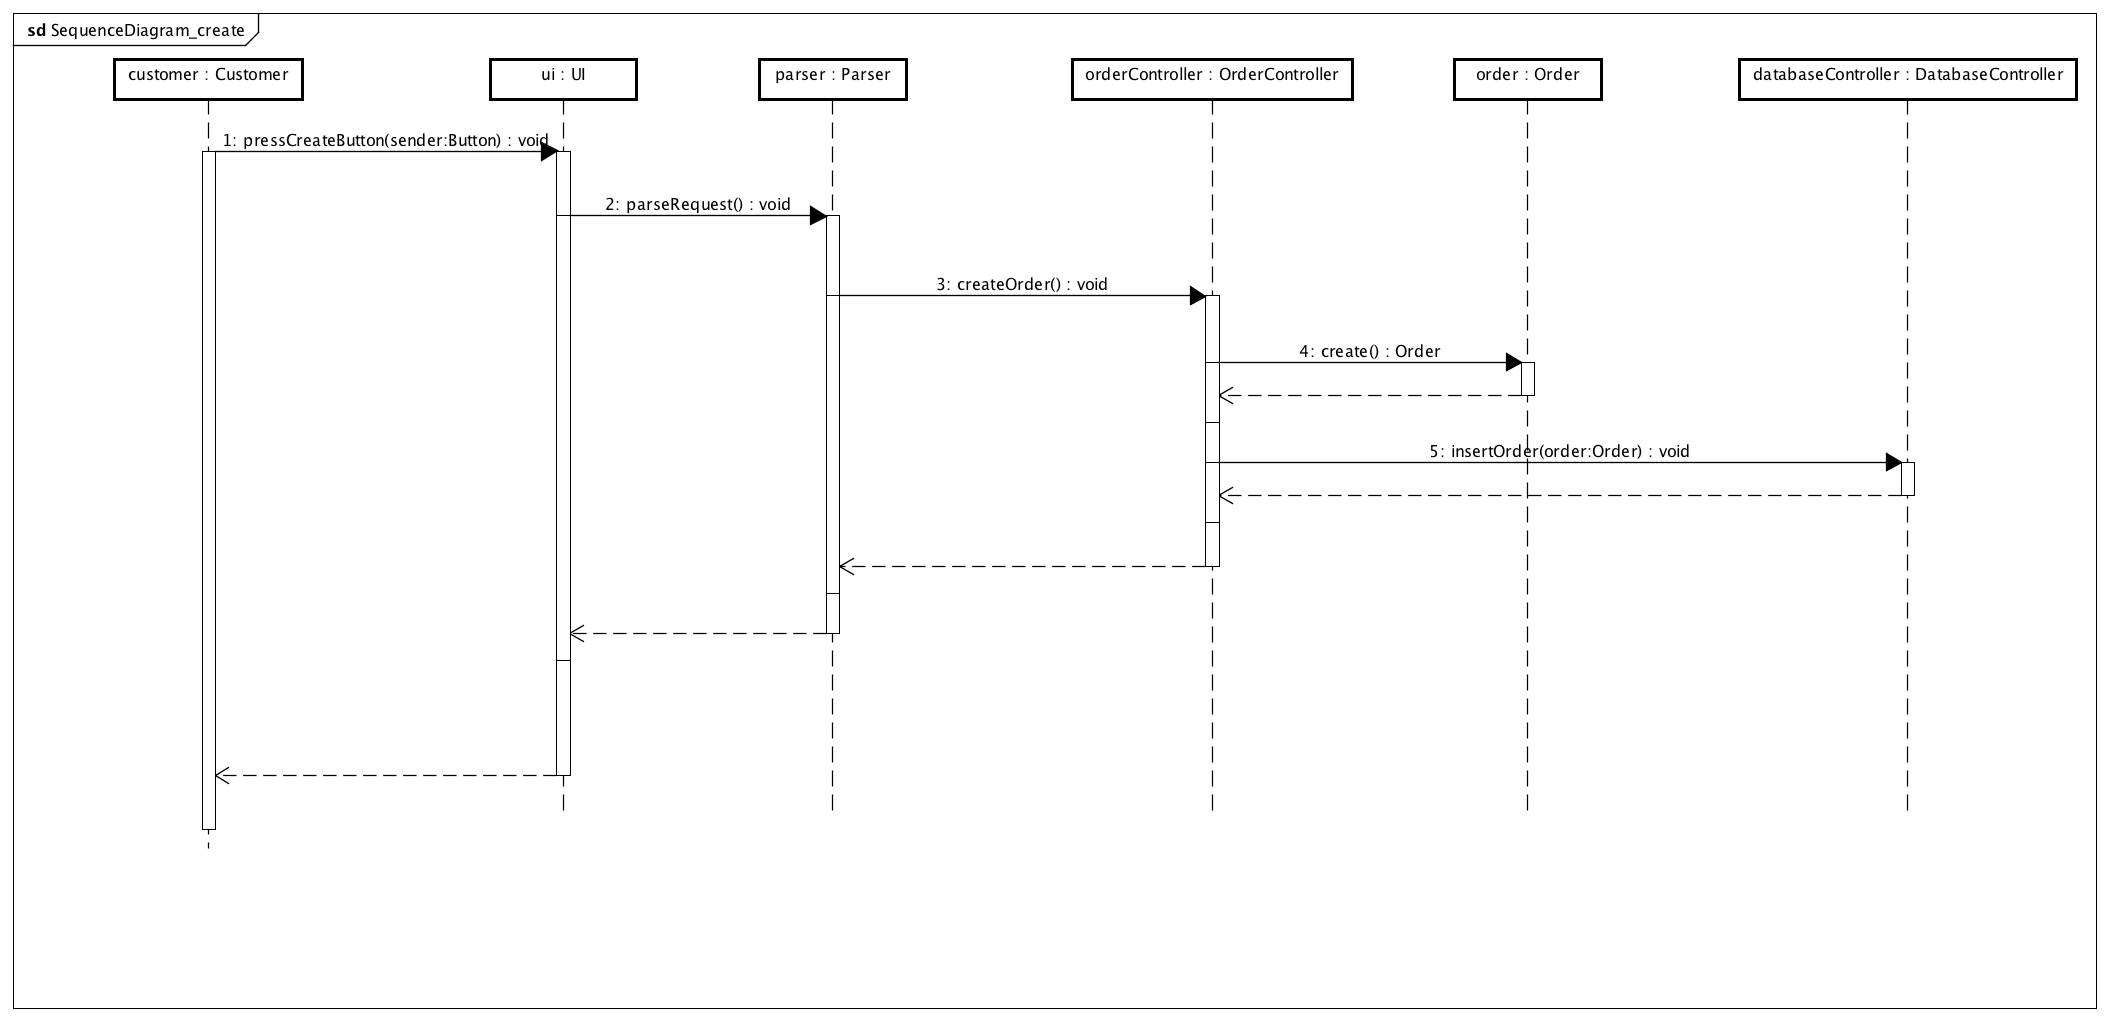 sd SequenceDiagram_create
customer : Customer
ui : UI
parser : Parser
orderController : OrderController
order : Order
databaseController : DatabaseController
1: pressCreateButton(sender:Button) : void
2: parseRequest() : void
3: createOrder() : void
4: create() : Order
5: insertOrder(order:Order) : void